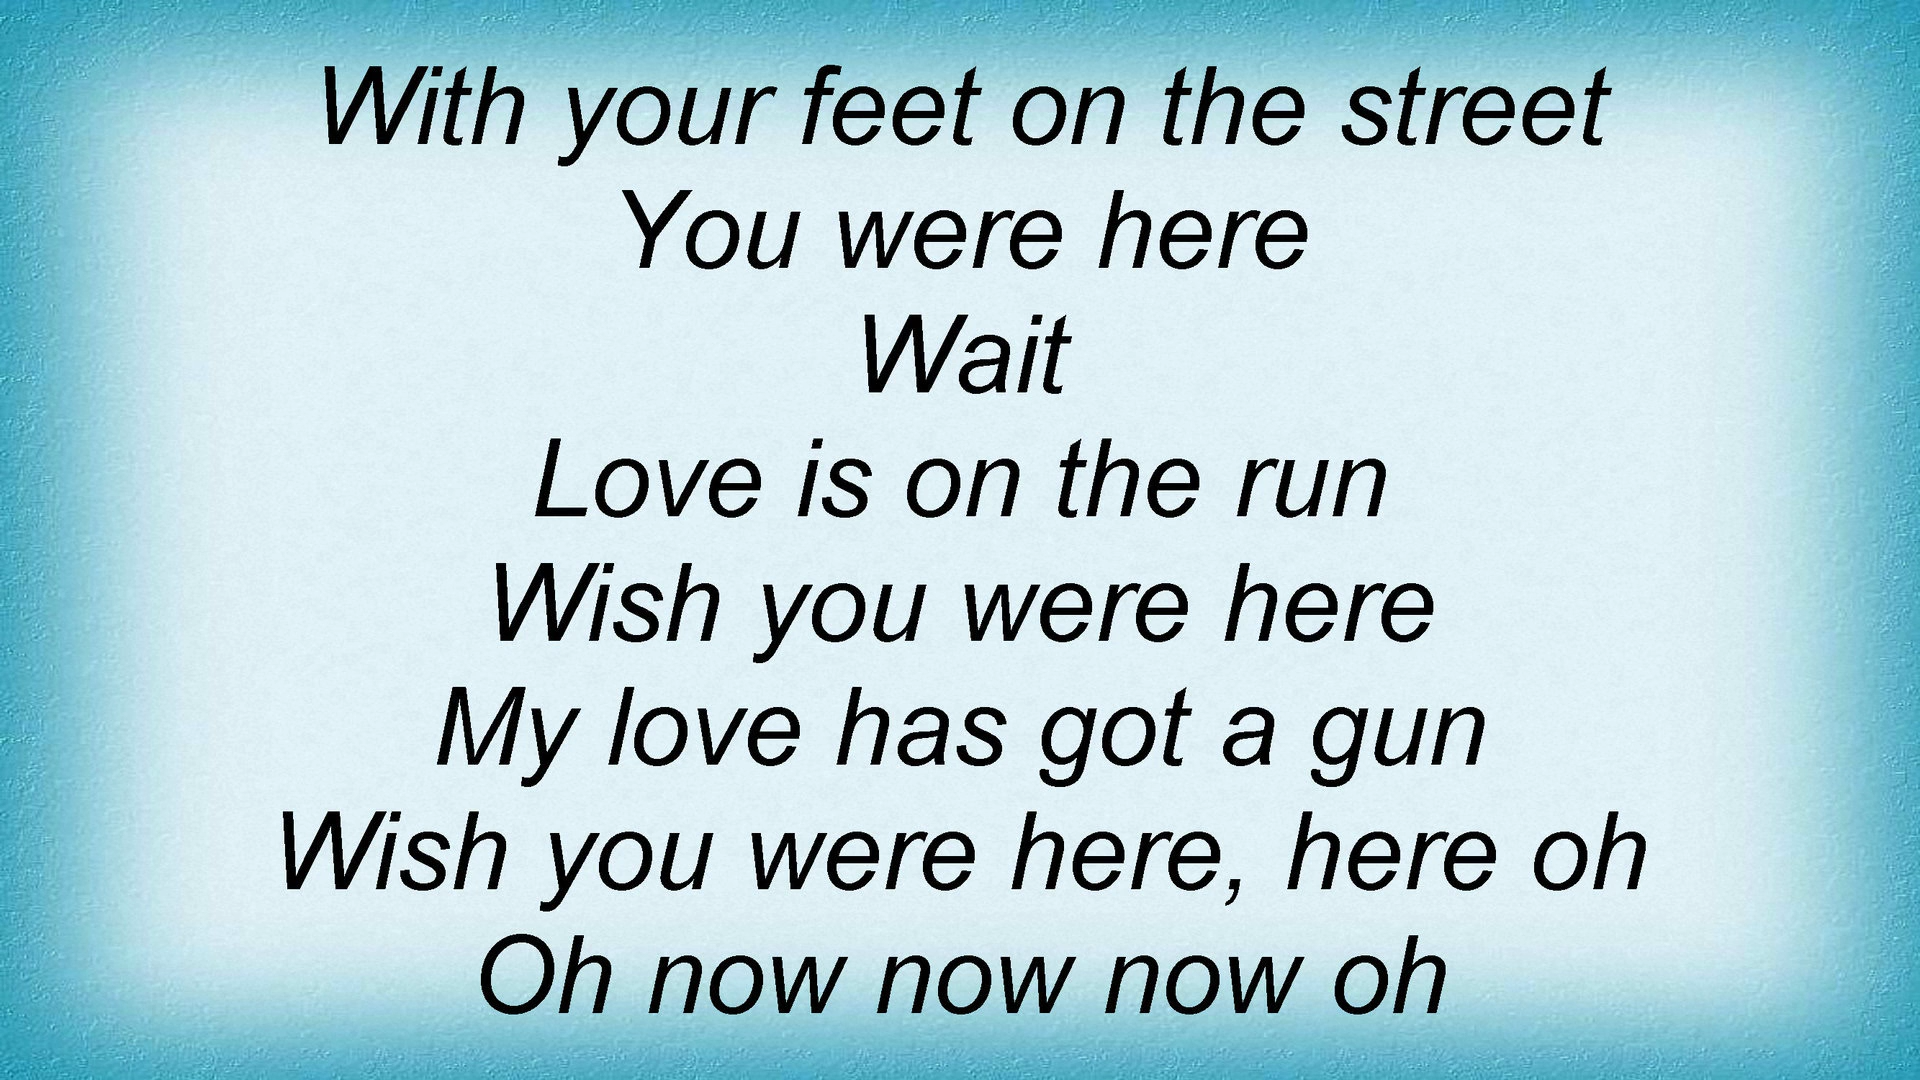 With your feet on the street
You were here
Wait
Love is on the run
Wish you were here
My love has got a gun
Wish you were here, here oh
Oh now now now oh